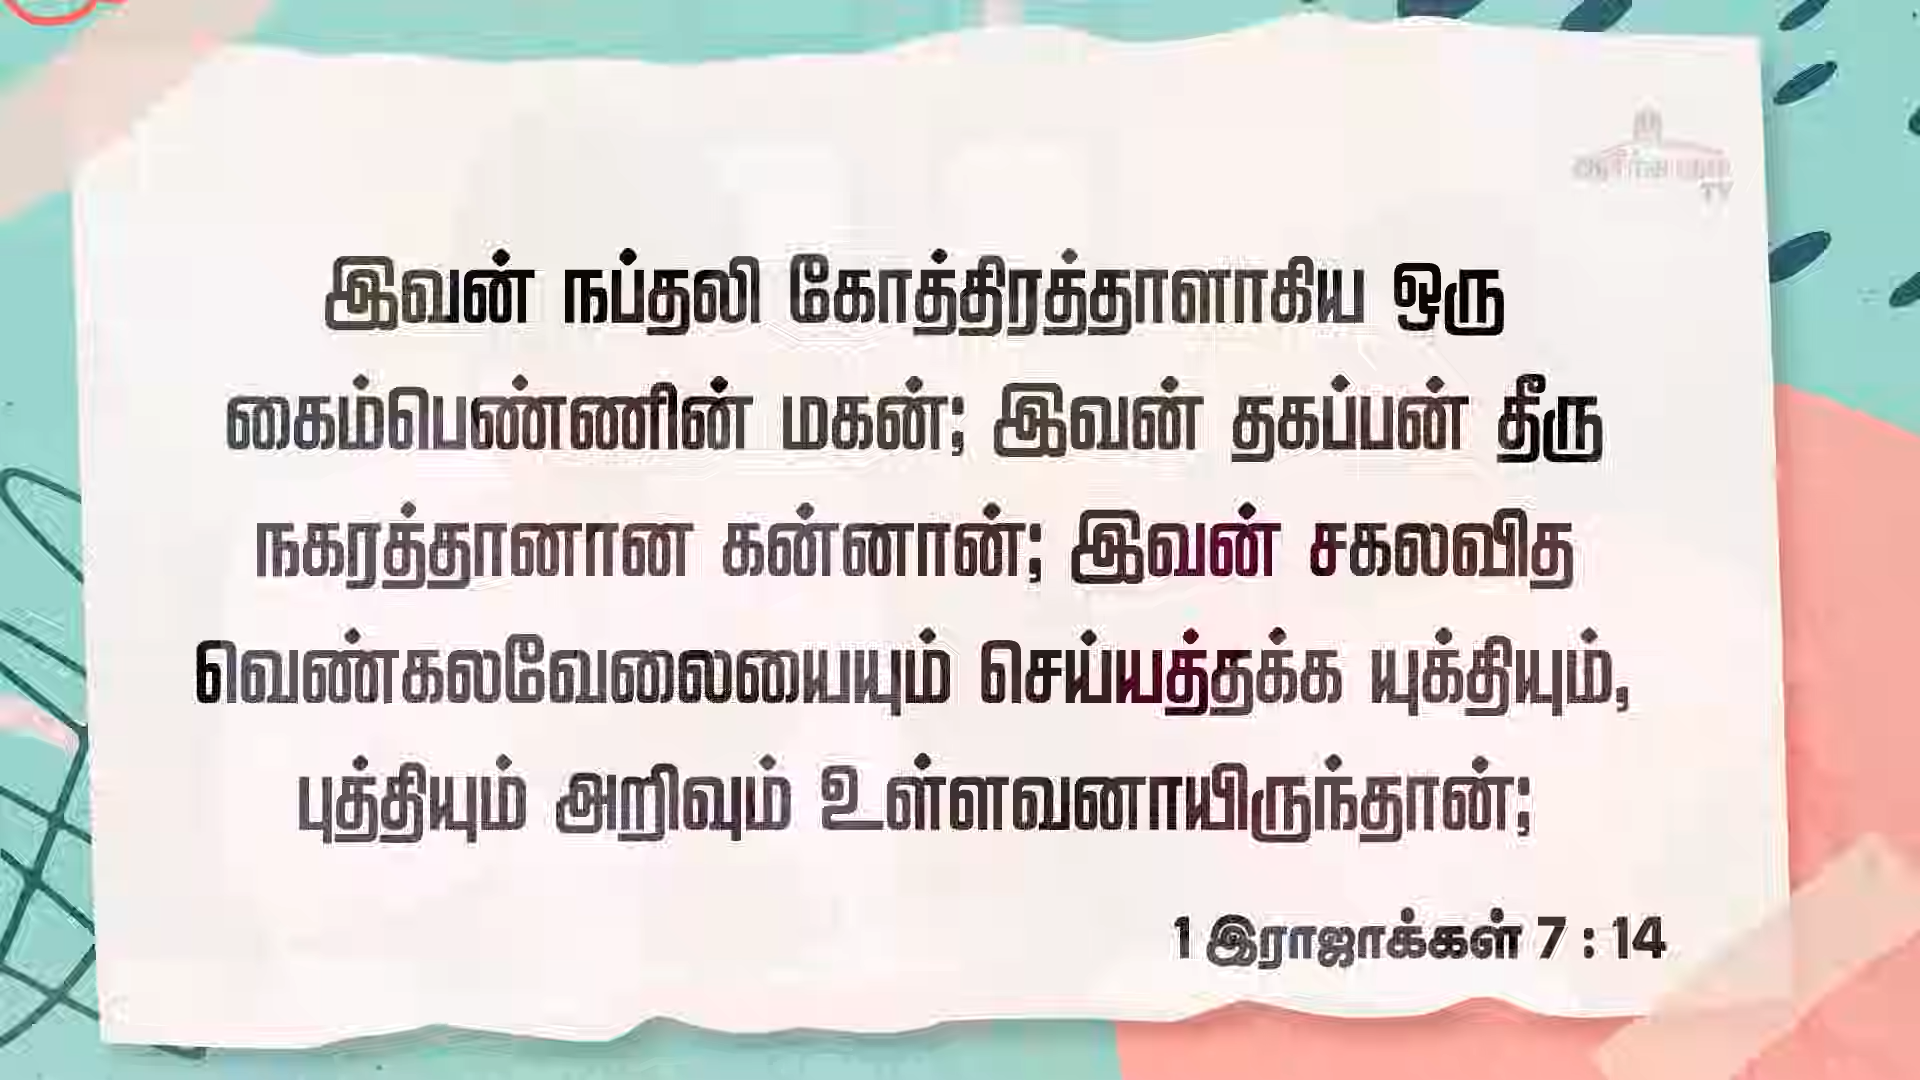 இவன் நப்தலி கோத்திரத்தாளாகிய ஒரு
கைம்பெண்ணின் மகன்; இவன் தகப்பன் தீரு
நகரத்தானான கன்னான்; இவன் சகலவித
வெண்கலவேலையையும் செய்யத்தக்க யுக்தியும்,
புத்தியும் அறிவும் உள்ளவனாயிருந்தான்;
1 இராஜாக்கள் 7 : 14
TV